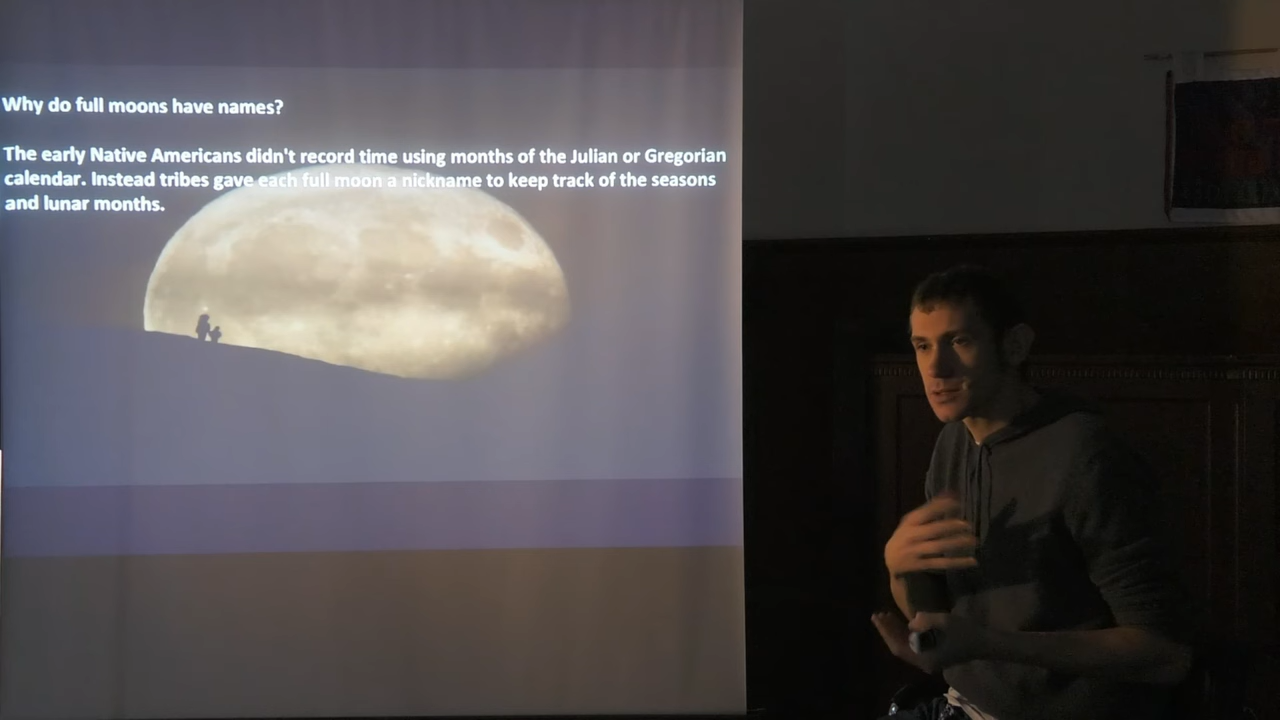 Why do full moons have names?
The early Native Americans didn't record time using months of the Julian or Gregorian
calendar. Instead tribes gave each full moon a nickname to keep track of the seasons
and lunar months.